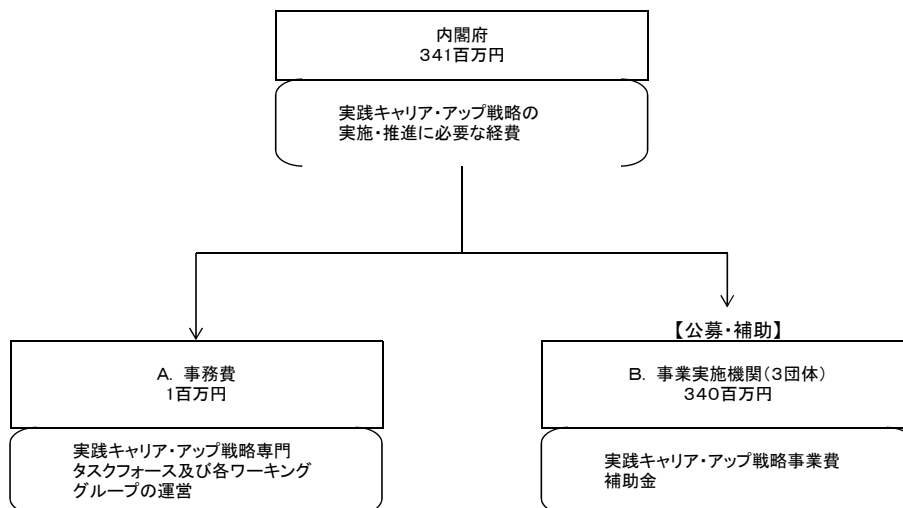 内閣府
341百万円
実践キャリア・アップ戦略の
実施・推進に必要な経費
【公募・補助】
A. 事務費
1百万円
B. 事業実施機関(3団体)
340百万円
実践キャリア・アップ戦略専門
タスクフォース及び各ワーキング
グループの運営
実践キャリア・アップ戦略事業費
補助金